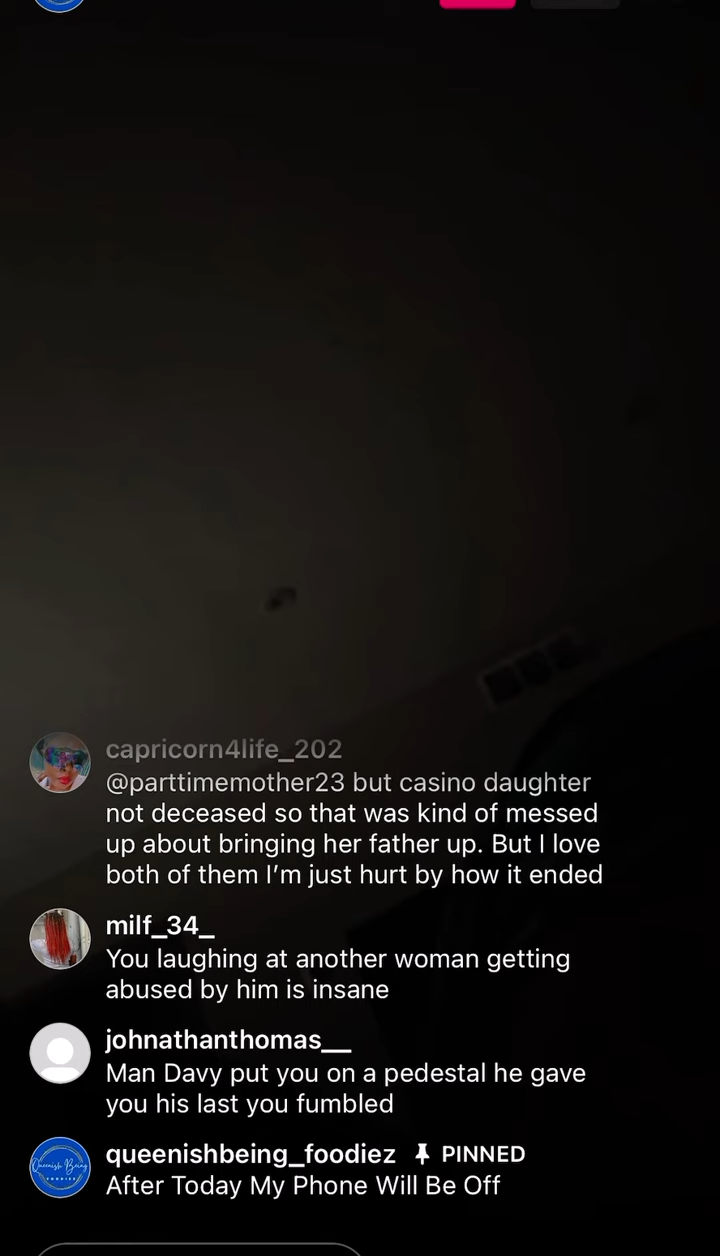 capricorn4life_202
@parttimemother23 but casino daughter
not deceased so that was kind of messed
up about bringing her father up. But I love
both of them I’m just hurt by how it ended
milf_34_
You laughing at another woman getting
abused by him is insane
johnathanthomas__
Man Davy put you on a pedestal he gave
you his last you fumbled
queenishbeing_foodiez PINNED
After Today My Phone Will Be Off
Queenish Being
FOODIEZ